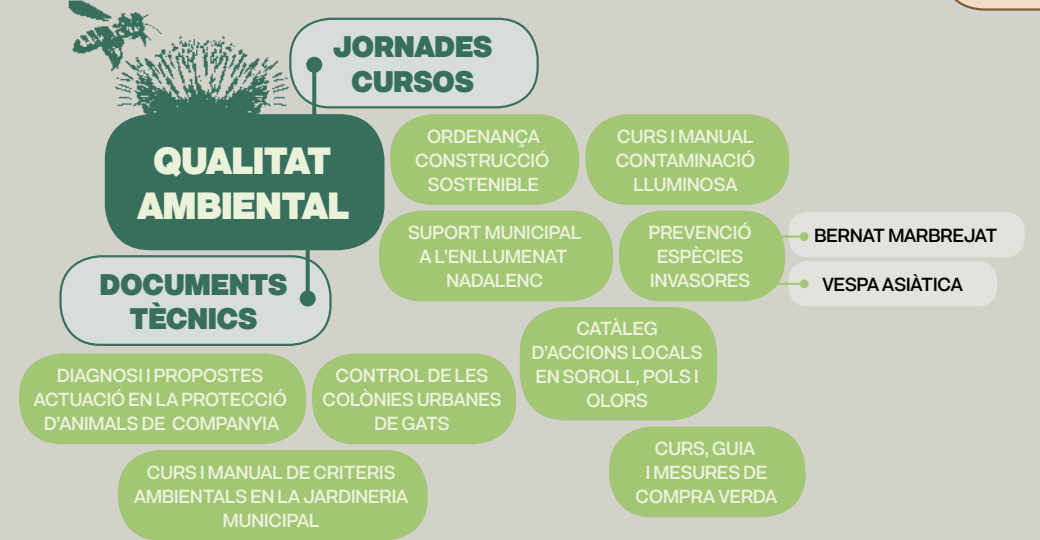 JORNADES
CURSOS
QUALITAT
AMBIENTAL
DOCUMENTS
TÈCNICS
ORDENANÇA
CONSTRUCCIÓ
SOSTENIBLE
CURS I MANUAL
CONTAMINACIÓ
LLUMINOSA
SUPORT MUNICIPAL
A L'ENLLUMENAT
NADALENC
PREVENCIÓ
ESPÈCIES
INVASORES
BERNAT MARBREJAT
VESPA ASIÀTICA
CATÀLEG
D'ACCIONS LOCALS
EN SOROLL, POLS I
OLORS
DIAGNOSI I PROPOSTES
ACTUACIÓ EN LA PROTECCIÓ
D'ANIMALS DE COMPANYIA
CONTROL DE LES
COLÒNIES URBANES
DE GATS
CURS, GUIA
I MESURES DE
COMPRA VERDA
CURS I MANUAL DE CRITERIS
AMBIENTALS EN LA JARDINERIA
MUNICIPAL